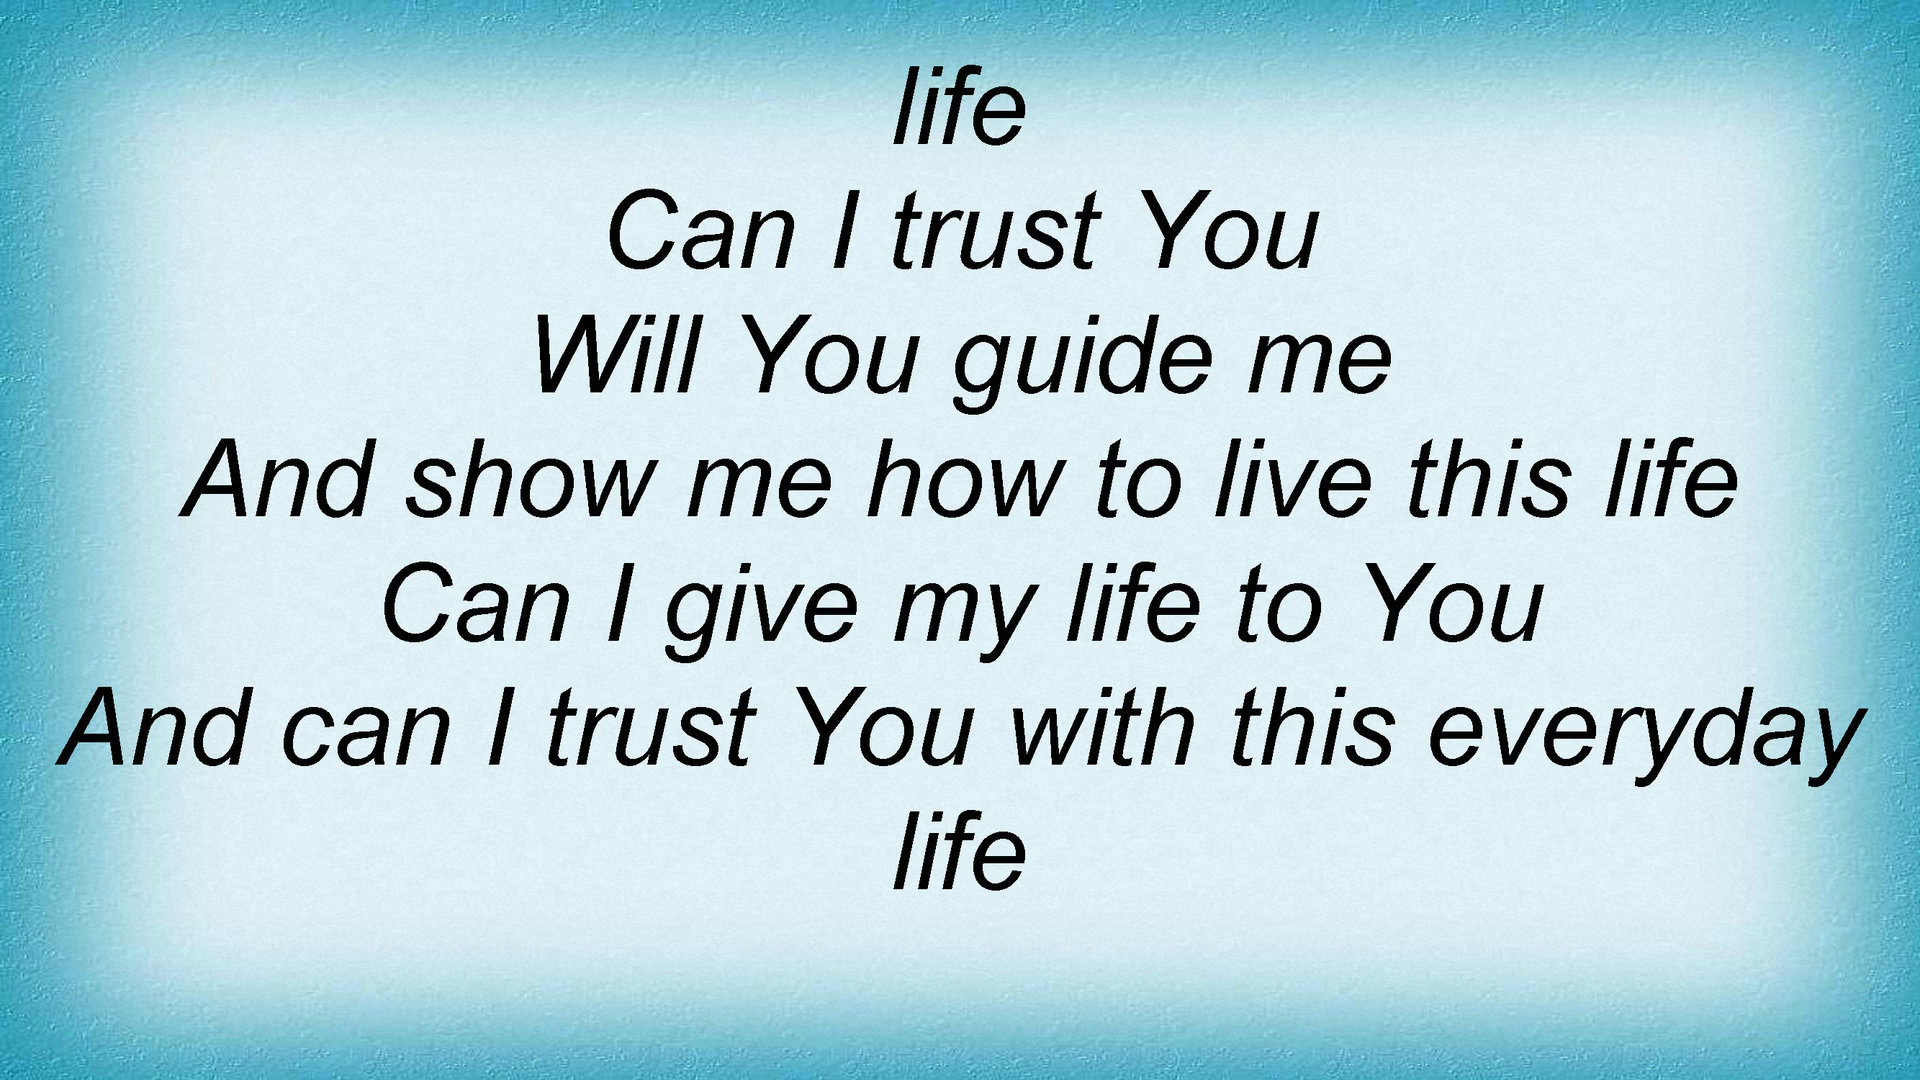 life
Can I trust You
Will You guide me
And show me how to live this life
Can I give my life to You
And can I trust You with this everyday
life